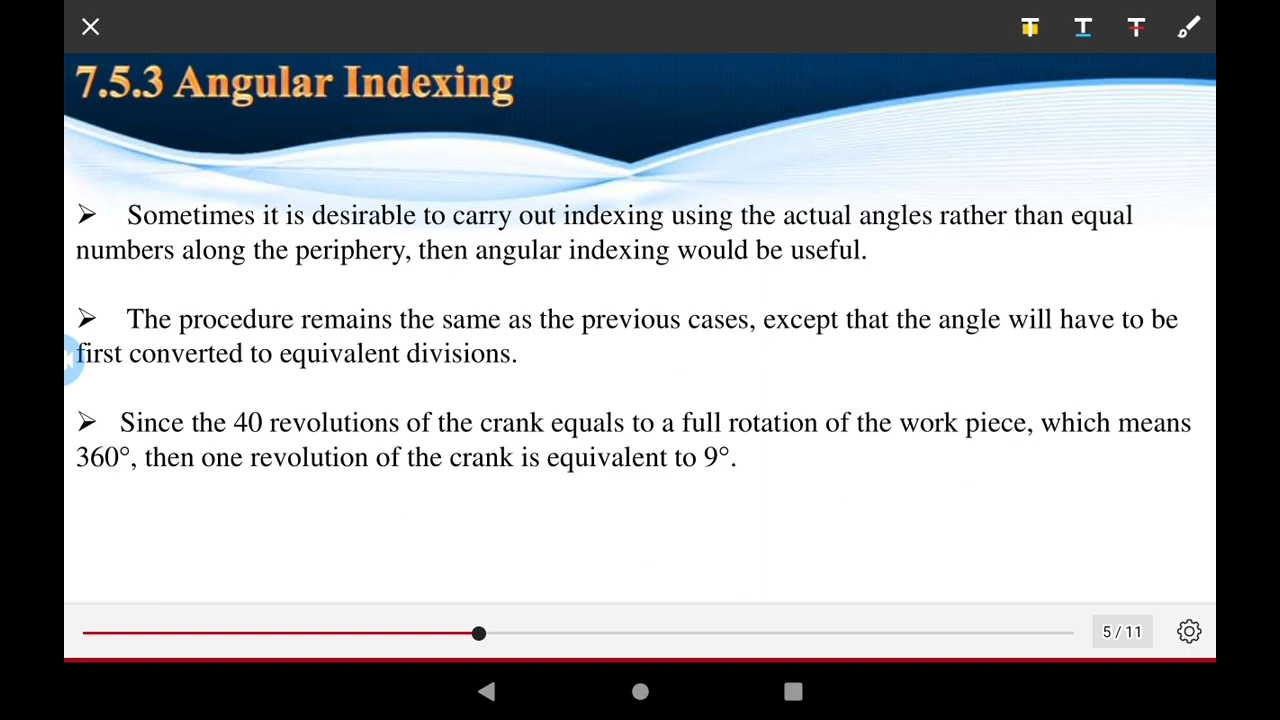 7.5.3 Angular Indexing
➢ Sometimes it is desirable to carry out indexing using the actual angles rather than equal
numbers along the periphery, then angular indexing would be useful.
➢ The procedure remains the same as the previous cases, except that the angle will have to be
first converted to equivalent divisions.
➢ Since the 40 revolutions of the crank equals to a full rotation of the work piece, which means
360°, then one revolution of the crank is equivalent to 9°.
5 / 11